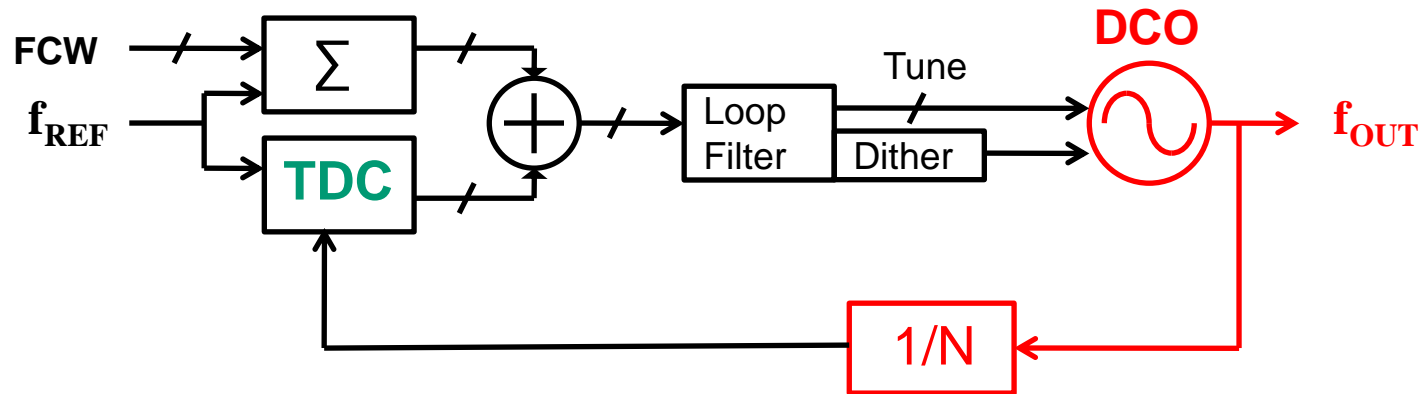 FCW
f_REF
∑
TDC
+
Loop
Filter
Tune
Dither
DCO
f_OUT
1/N